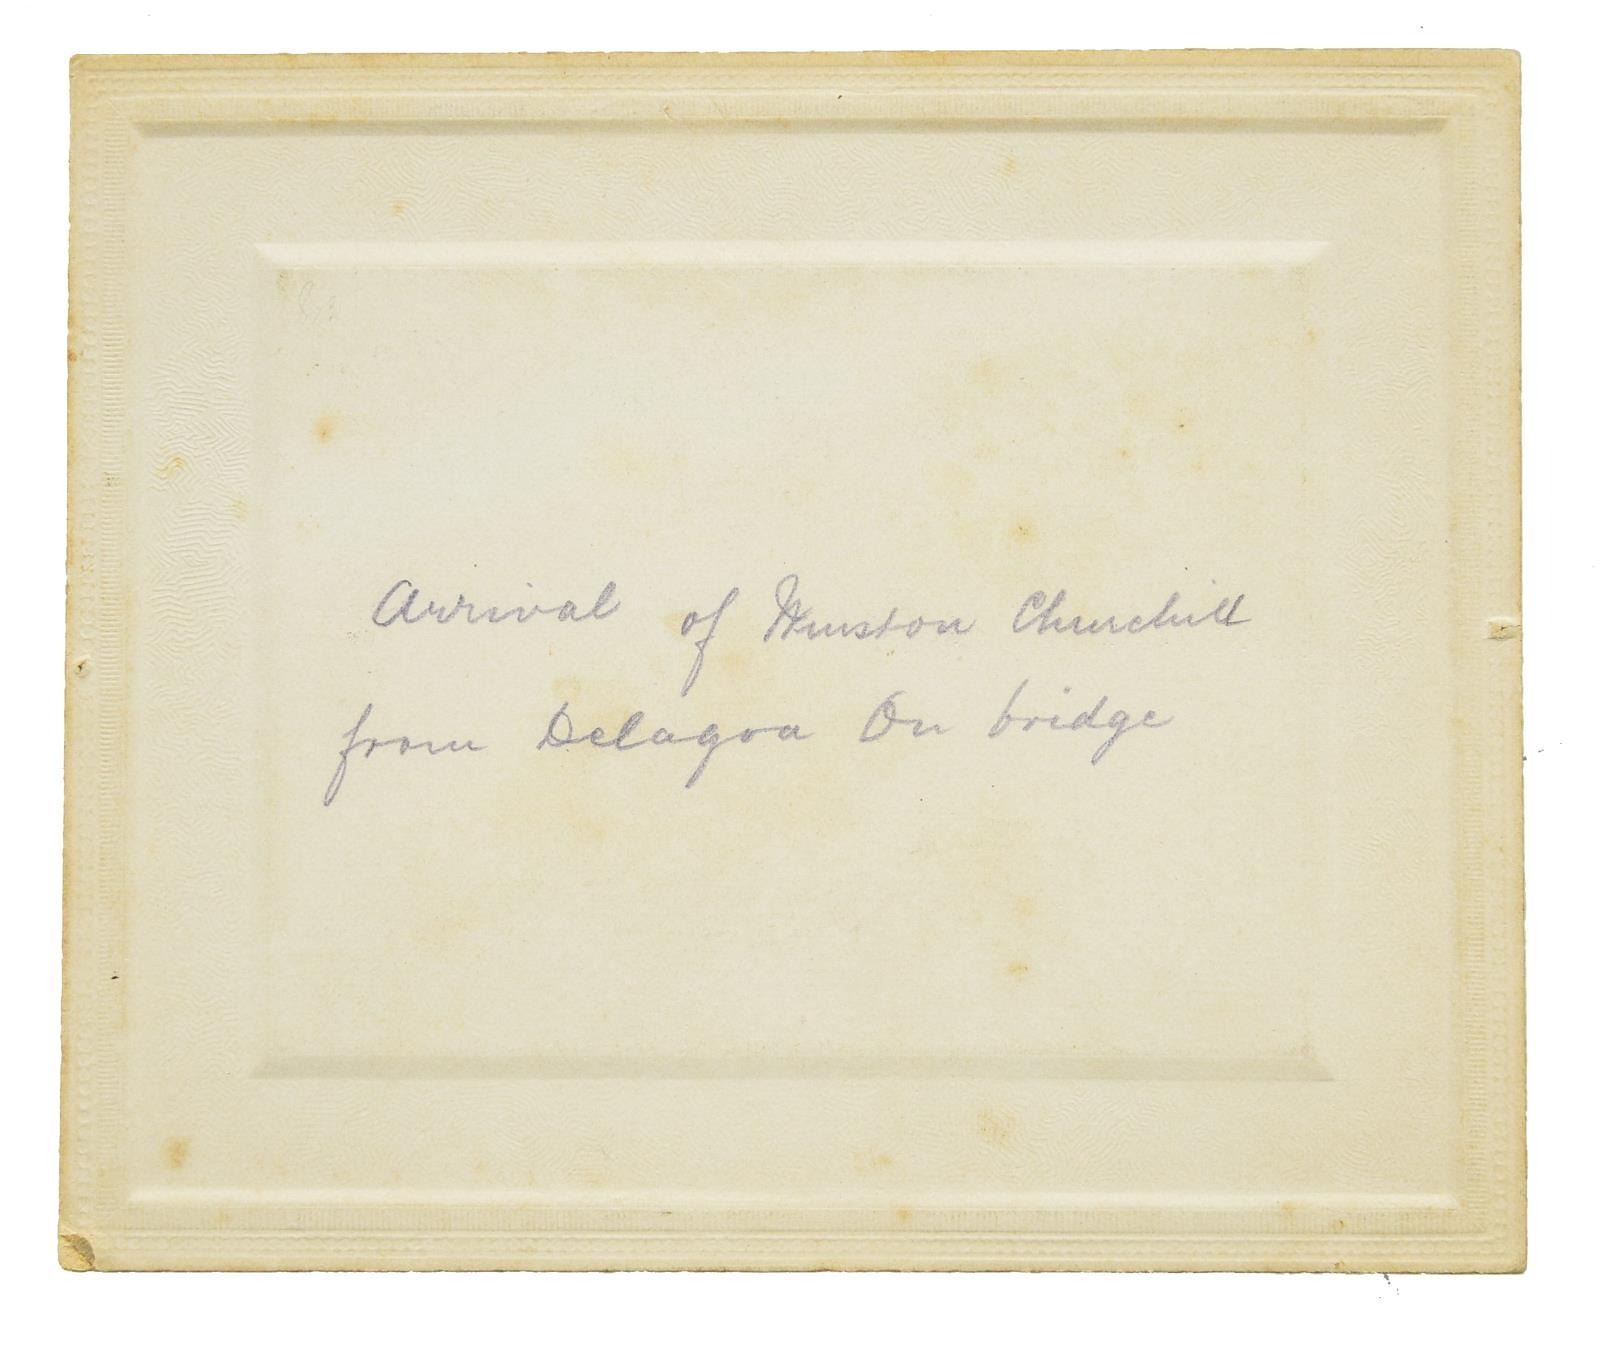 Arrival of Winston Churchill
from Delagoa On bridge